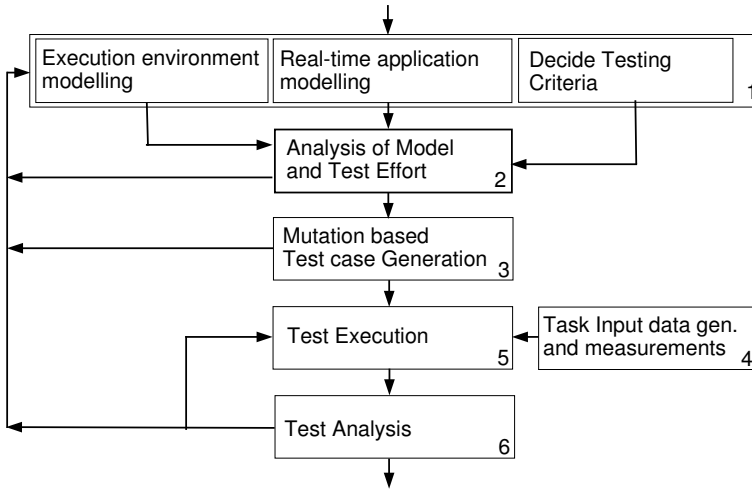 Execution environment
modelling
Real-time application
modelling
Decide Testing
Criteria
1
Analysis of Model
and Test Effort
2
Mutation based
Test case Generation
3
Test Execution
5
Task Input data gen.
and measurements
4
Test Analysis
6